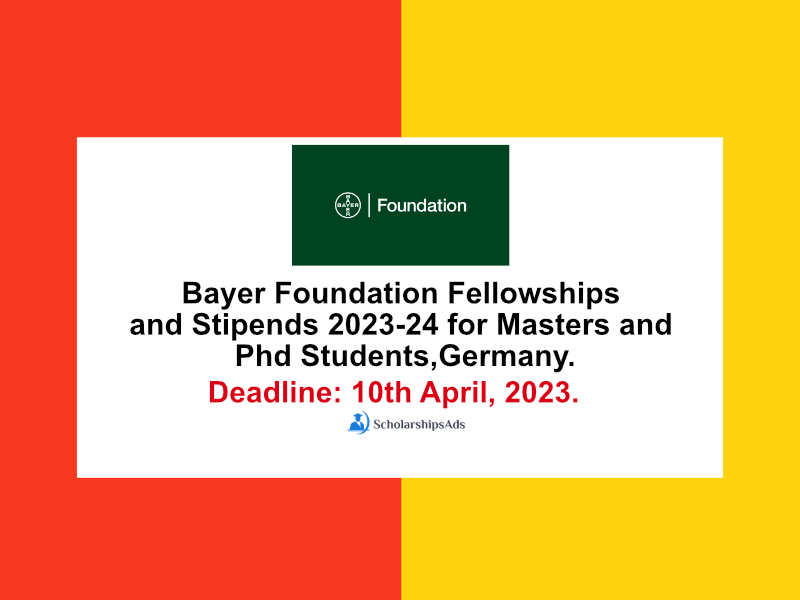 BAYER
BAYER
Foundation
Bayer Foundation Fellowships
and Stipends 2023-24 for Masters and
Phd Students,Germany.
Deadline: 10th April, 2023.
ScholarshipsAds